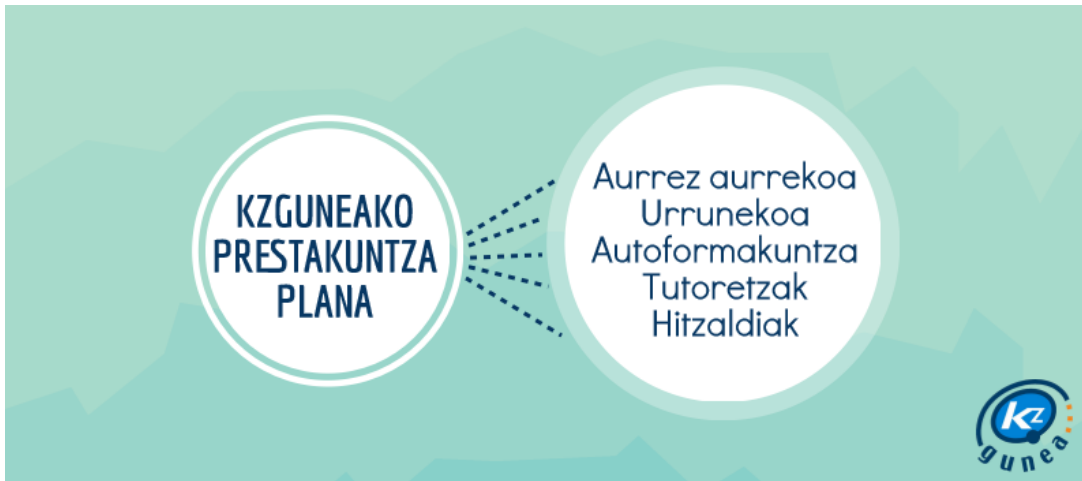 KZGUNEAKO
PRESTAKUNTZA
PLANA
Aurrez aurrekoa
Urrunekoa
Autoformakuntza
Tutoretzak
Hitzaldiak
kz
gunea